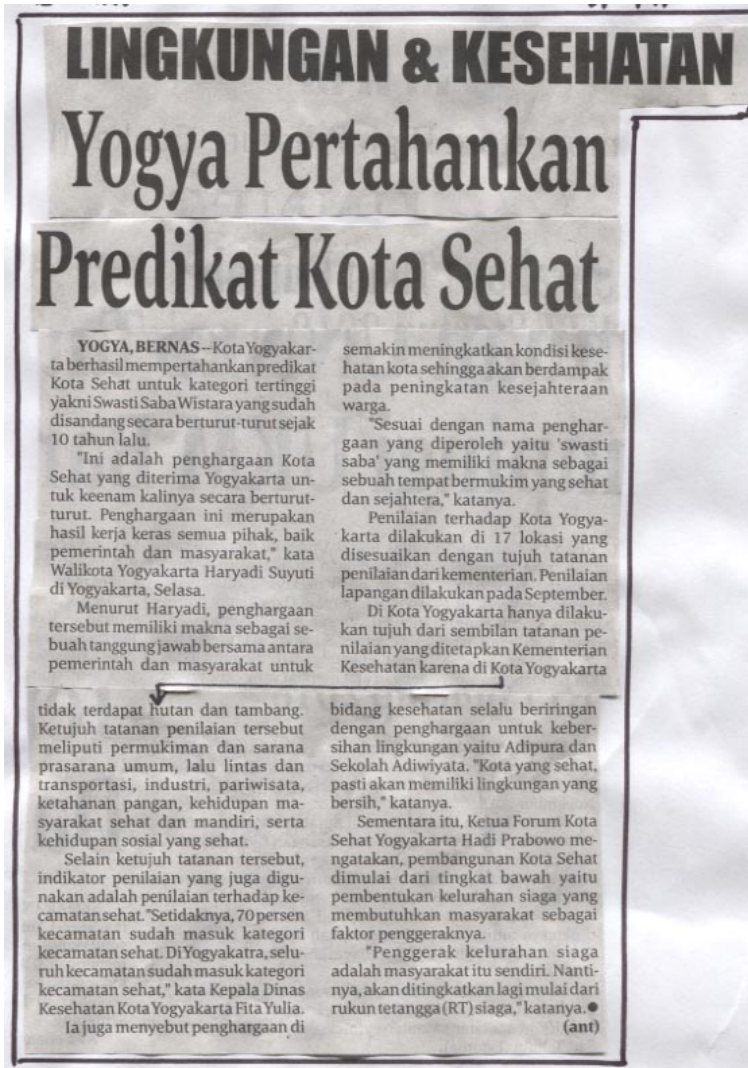 LINGKUNGAN & KESEHATAN
Yogya Pertahankan
Predikat Kota Sehat
YOGYA, BERNAS -- Kota Yogyakar-
ta berhasil mempertahankan predikat
Kota Sehat untuk kategori tertinggi
yakni Swasti Saba Wistara yang sudah
disandang secara berturut-turut sejak
10 tahun lalu.
"Ini adalah penghargaan Kota
Sehat yang diterima Yogyakarta un-
tuk keenam kalinya secara berturut-
turut. Penghargaan ini merupakan
hasil kerja keras semua pihak, baik
pemerintah dan masyarakat," kata
Walikota Yogyakarta Haryadi Suyuti
di Yogyakarta, Selasa.
Menurut Haryadi, penghargaan
tersebut memiliki makna sebagai se-
buah tanggung jawab bersama antara
pemerintah dan masyarakat untuk
semakin meningkatkan kondisi kese-
hatan kota sehingga akan berdampak
pada peningkatan kesejahteraan
warga.
"Sesuai dengan nama penghar-
gaan yang diperoleh yaitu 'swasti
saba' yang memiliki makna sebagai
sebuah tempat bermukim yang sehat
dan sejahtera," katanya.
Penilaian terhadap Kota Yogya-
karta dilakukan di 17 lokasi yang
disesuaikan dengan tujuh tatanan
penilaian dari kementerian. Penilaian
lapangan dilakukan pada September.
Di Kota Yogyakarta hanya dilaku-
kan tujuh dari sembilan tatanan pe-
nilaian yang ditetapkan Kementerian
Kesehatan karena di Kota Yogyakarta
tidak terdapat hutan dan tambang.
Ketujuh tatanan penilaian tersebut
meliputi permukiman dan sarana
prasarana umum, lalu lintas dan
transportasi, industri, pariwisata,
ketahanan pangan, kehidupan ma-
syarakat sehat dan mandiri, serta
kehidupan sosial yang sehat.
Selain ketujuh tatanan tersebut,
indikator penilaian yang juga digu-
nakan adalah penilaian terhadap ke-
camatan sehat. "Setidaknya, 70 persen
kecamatan sudah masuk kategori
kecamatan sehat. Di Yogyakatra, selu-
ruh kecamatan sudah masuk kategori
kecamatan sehat," kata Kepala Dinas
Kesehatan Kota Yogyakarta Fita Yulia.
Ia juga menyebut penghargaan di
bidang kesehatan selalu beriringan
dengan penghargaan untuk keber-
sihan lingkungan yaitu Adipura dan
Sekolah Adiwiyata. "Kota yang sehat,
pasti akan memiliki lingkungan yang
bersih," katanya.
Sementara itu, Ketua Forum Kota
Sehat Yogyakarta Hadi Prabowo me-
ngatakan, pembangunan Kota Sehat
dimulai dari tingkat bawah yaitu
pembentukan kelurahan siaga yang
membutuhkan masyarakat sebagai
faktor penggeraknya.
"Penggerak kelurahan siaga
adalah masyarakat itu sendiri. Nanti-
nya, akan ditingkatkan lagi mulai dari
rukun tetangga (RT) siaga," katanya.●
(ant)